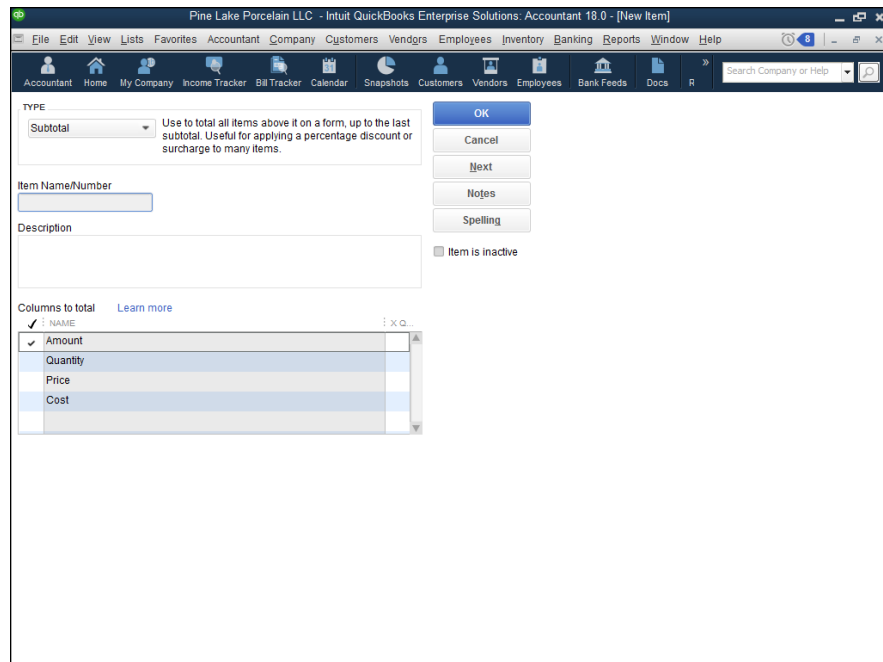 qb Pine Lake Porcelain LLC - Intuit QuickBooks Enterprise Solutions: Accountant 18.0 - [New Item]
File Edit View Lists Favorites Accountant Company Customers Vendors Employees Inventory Banking Reports Window Help 8
Accountant Home My Company Income Tracker Bill Tracker Calendar Snapshots Customers Vendors Employees Bank Feeds Docs R » Search Company or Help
TYPE
Subtotal
Use to total all items above it on a form, up to the last
subtotal. Useful for applying a percentage discount or
surcharge to many items.
OK
Cancel
Next
Notes
Spelling
Item is inactive
Item Name/Number
Description
Columns to total Learn more
NAME X Q...
Amount
Quantity
Price
Cost